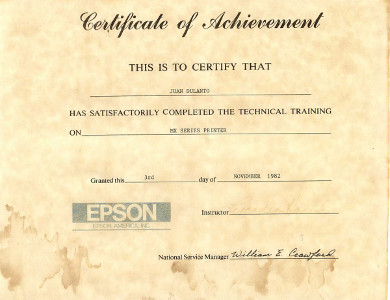 Certificate of Achievement
THIS IS TO CERTIFY THAT
JUAN DULANTO
HAS SATISFACTORILY COMPLETED THE TECHNICAL TRAINING
ON MX SERIES PRINTER
Granted this 3rd day of NOVEMBER 1982
EPSON
EPSON AMERICA, INC.
Instructor
National Service Manager William E Crawford